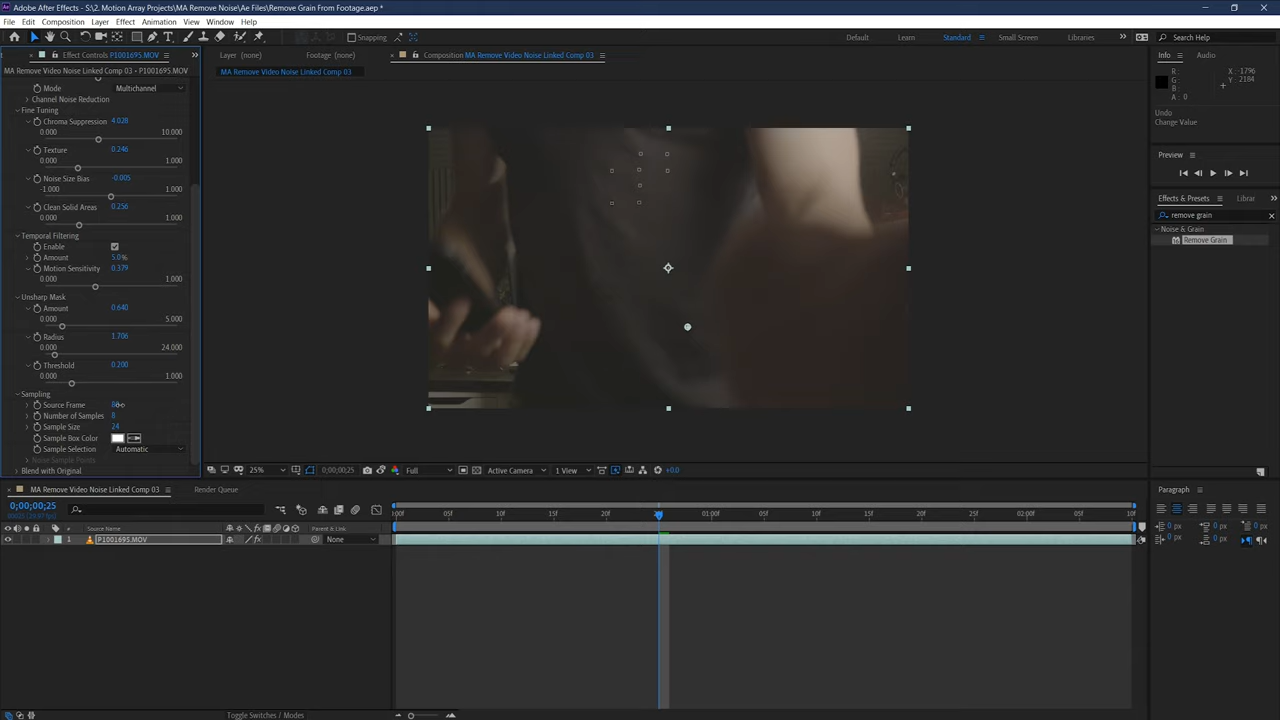 Adobe After Effects - S:\2. Motion Array Projects\MA Remove Noise\Ae Files\Remove Grain From Footage.aep *
File Edit Composition Layer Effect Animation View Window Help
Snapping Default Learn Standard Small Screen Libraries Search Help
Effect Controls P1001695.MOV
Layer (none) Footage (none) Composition MA Remove Video Noise Linked Comp 03
Info Audio
MA Remove Video Noise Linked Comp 03 • P1001695.MOV
MA Remove Video Noise Linked Comp 03
R: X: -1796
G: Y: 2184
B:
A: 0
Mode Multichannel
Channel Noise Reduction
Fine Tuning
Chroma Suppression 4.028
0.000 10.000
Texture 0.246
0.000 1.000
Noise Size Bias -0.005
-1.000 1.000
Clean Solid Areas 0.256
0.000 1.000
Temporal Filtering
Enable
Amount 5.0%
Motion Sensitivity 0.379
0.000 1.000
Unsharp Mask
Amount 0.640
0.000 5.000
Radius 1.706
0.000 24.000
Threshold 0.200
0.000 1.000
Sampling
Source Frame
Number of Samples 8
Sample Size 24
Sample Box Color
Sample Selection Automatic
Noise Sample Points
Blend with Original
Undo
Change Value
Preview
Effects & Presets Librar
remove grain
Noise & Grain
Remove Grain
25% 0;00;00;25 Full Active Camera 1 View +0.0
MA Remove Video Noise Linked Comp 03 Render Queue
0;00;00;25
Source Name Parent & Link
1 P1001695.MOV None
:00f 05f 10f 15f 20f 01:00f 05f 10f 15f 20f 02:00f 05f 10f
Paragraph
0 px 0 px 0 px
0 px 0 px
Toggle Switches / Modes